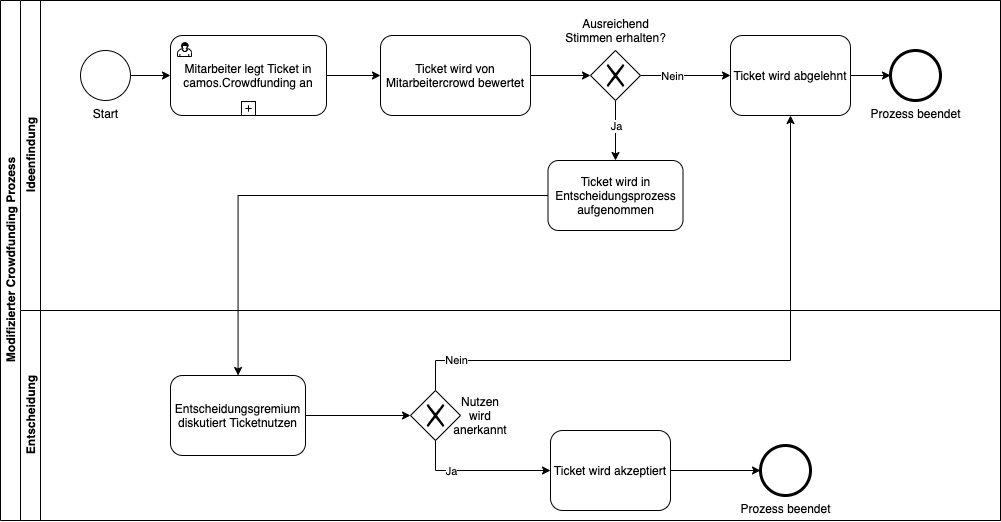 Modifizierter Crowdfunding Prozess
Ideenfindung
Start
Mitarbeiter legt Ticket in
camos.Crowdfunding an
Ticket wird von
Mitarbeitercrowd bewertet
Ausreichend
Stimmen erhalten?
Nein
Ticket wird abgelehnt
Prozess beendet
Ja
Ticket wird in
Entscheidungsprozess
aufgenommen
Entscheidung
Entscheidungsgremium
diskutiert Ticketnutzen
Nein
Nutzen
wird
anerkannt
Ja
Ticket wird akzeptiert
Prozess beendet